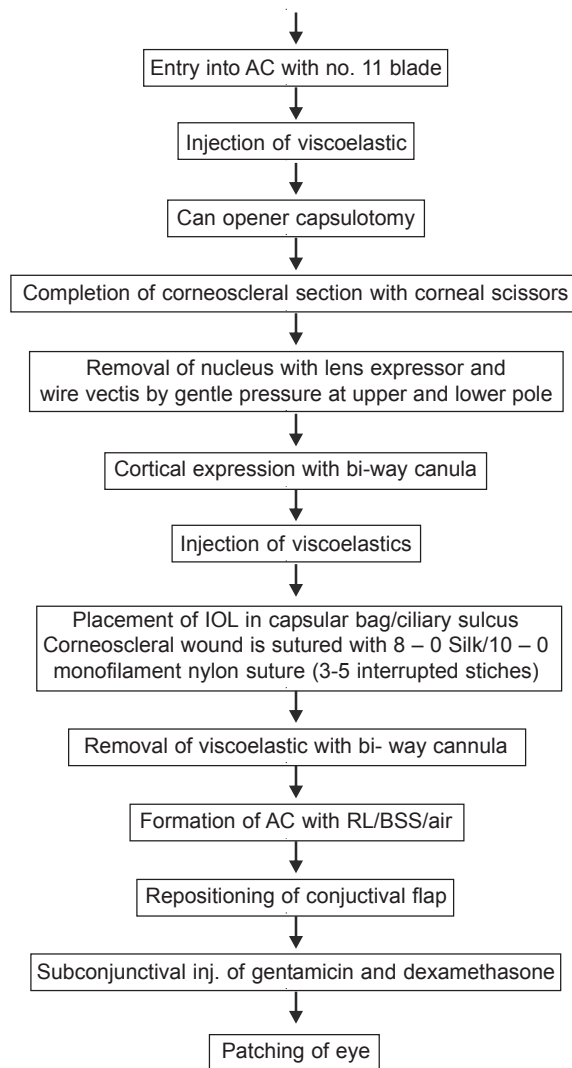 Entry into AC with no. 11 blade
Injection of viscoelastic
Can opener capsulotomy
Completion of corneoscleral section with corneal scissors
Removal of nucleus with lens expressor and
wire vectis by gentle pressure at upper and lower pole
Cortical expression with bi-way canula
Injection of viscoelastics
Placement of IOL in capsular bag/ciliary sulcus
Corneoscleral wound is sutured with 8 – 0 Silk/10 – 0
monofilament nylon suture (3-5 interrupted stiches)
Removal of viscoelastic with bi- way cannula
Formation of AC with RL/BSS/air
Repositioning of conjuctival flap
Subconjunctival inj. of gentamicin and dexamethasone
Patching of eye